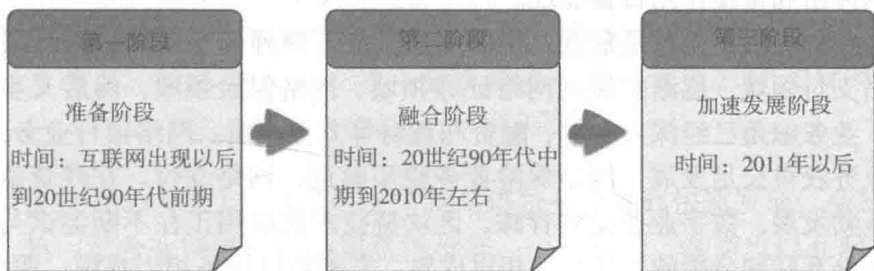 第一阶段
准备阶段
时间：互联网出现以后
到20世纪90年代前期
第二阶段
融合阶段
时间：20世纪90年代中
期到2010年左右
第三阶段
加速发展阶段
时间：2011年以后